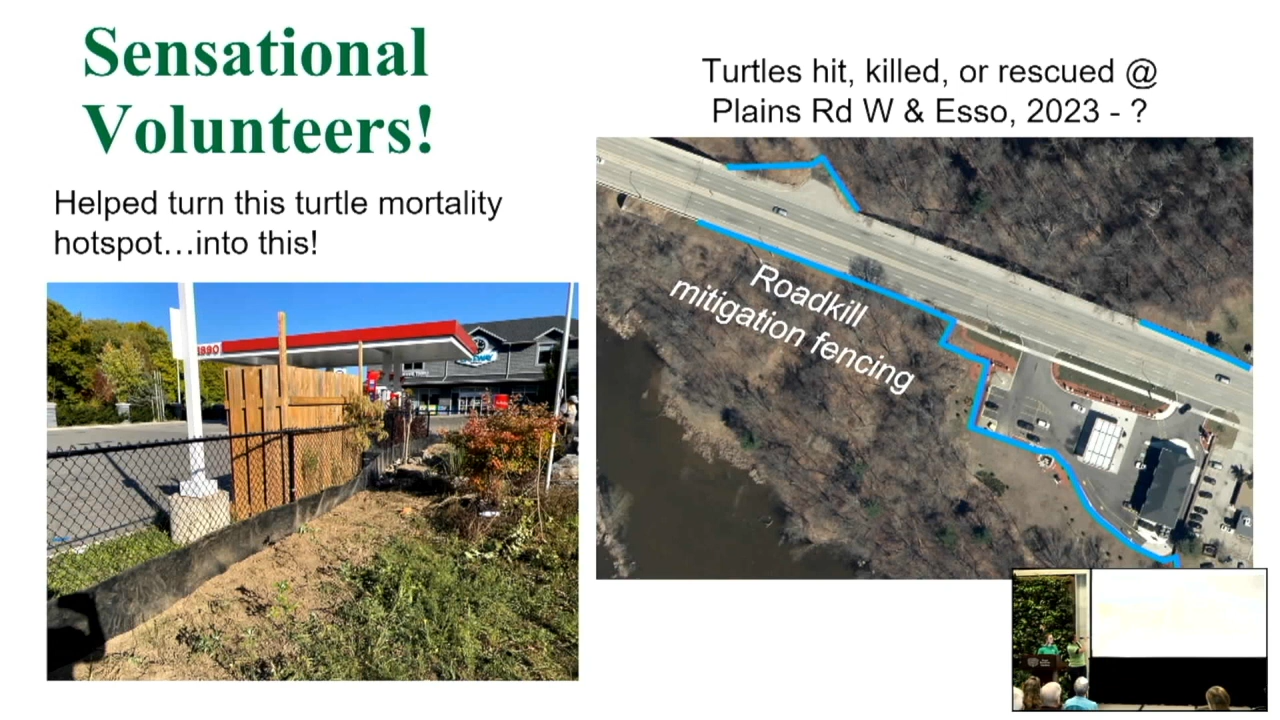 Sensational
Volunteers!
Helped turn this turtle mortality
hotspot…into this!
Turtles hit, killed, or rescued @
Plains Rd W & Esso, 2023 - ?
Roadkill
mitigation fencing